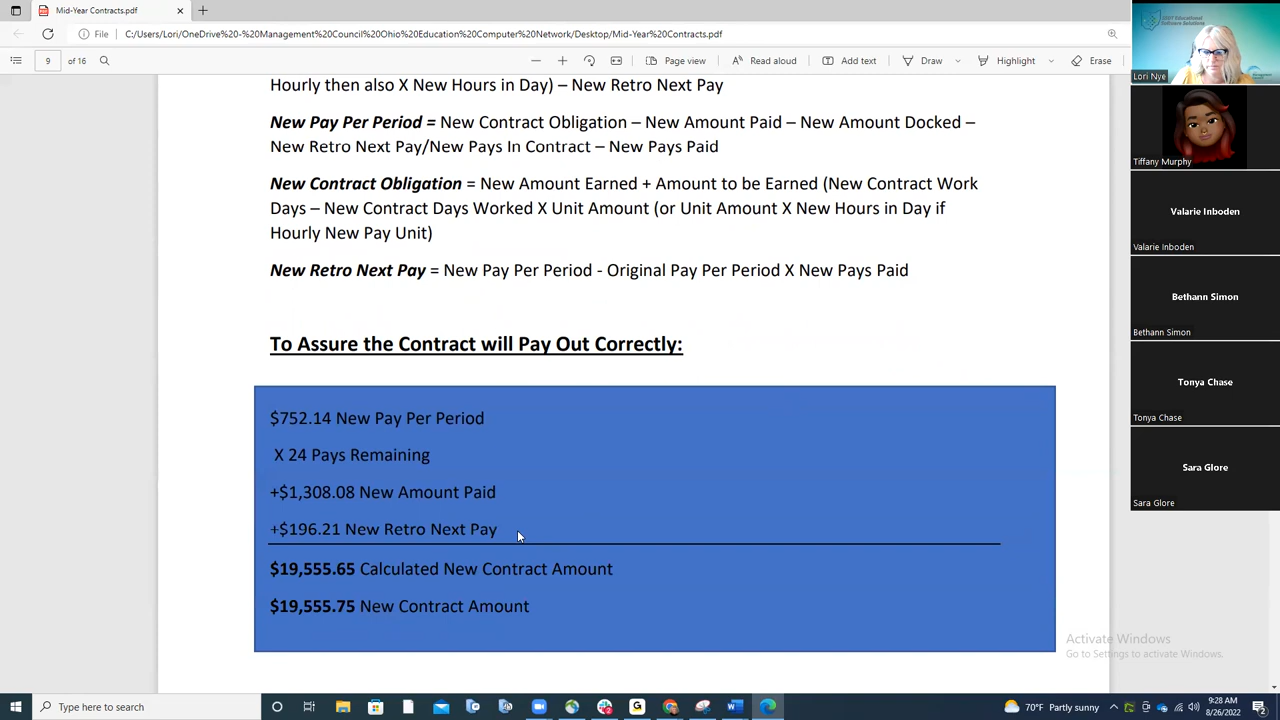 Mid-Year Contracts.pdf
File
C:/Users/Lori/OneDrive%20-%20Management%20Council%20Ohio%20Education%20Computer%20Network/Desktop/Mid-Year%20Contracts.pdf
9 of 16
Page view
Read aloud
Add text
Draw
Highlight
Erase
Hourly then also X New Hours in Day) – New Retro Next Pay
New Pay Per Period = New Contract Obligation – New Amount Paid – New Amount Docked –
New Retro Next Pay/New Pays In Contract – New Pays Paid
New Contract Obligation = New Amount Earned + Amount to be Earned (New Contract Work
Days – New Contract Days Worked X Unit Amount (or Unit Amount X New Hours in Day if
Hourly New Pay Unit)
New Retro Next Pay = New Pay Per Period - Original Pay Per Period X New Pays Paid
To Assure the Contract will Pay Out Correctly:
$752.14 New Pay Per Period
X 24 Pays Remaining
+$1,308.08 New Amount Paid
+$196.21 New Retro Next Pay
$19,555.65 Calculated New Contract Amount
$19,555.75 New Contract Amount
Educational
Software Solutions
Lori Nye
Tiffany Murphy
Valarie Inboden
Valarie Inboden
Bethann Simon
Bethann Simon
Tonya Chase
Tonya Chase
Sara Glore
Sara Glore
Activate Windows
Go to Settings to activate Windows.
Type here to search
70°F Partly sunny
9:28 AM
8/26/2022
2